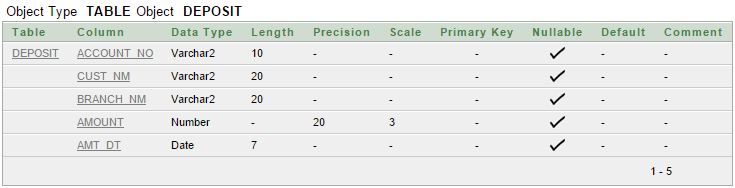 Object Type TABLE Object DEPOSIT
Table Column Data Type Length Precision Scale Primary Key Nullable Default Comment
DEPOSIT ACCOUNT_NO Varchar2 10 - - - ✓ - -
CUST_NM Varchar2 20 - - - ✓ - -
BRANCH_NM Varchar2 20 - - - ✓ - -
AMOUNT Number - 20 3 - ✓ - -
AMT_DT Date 7 - - - ✓ - -
1 - 5